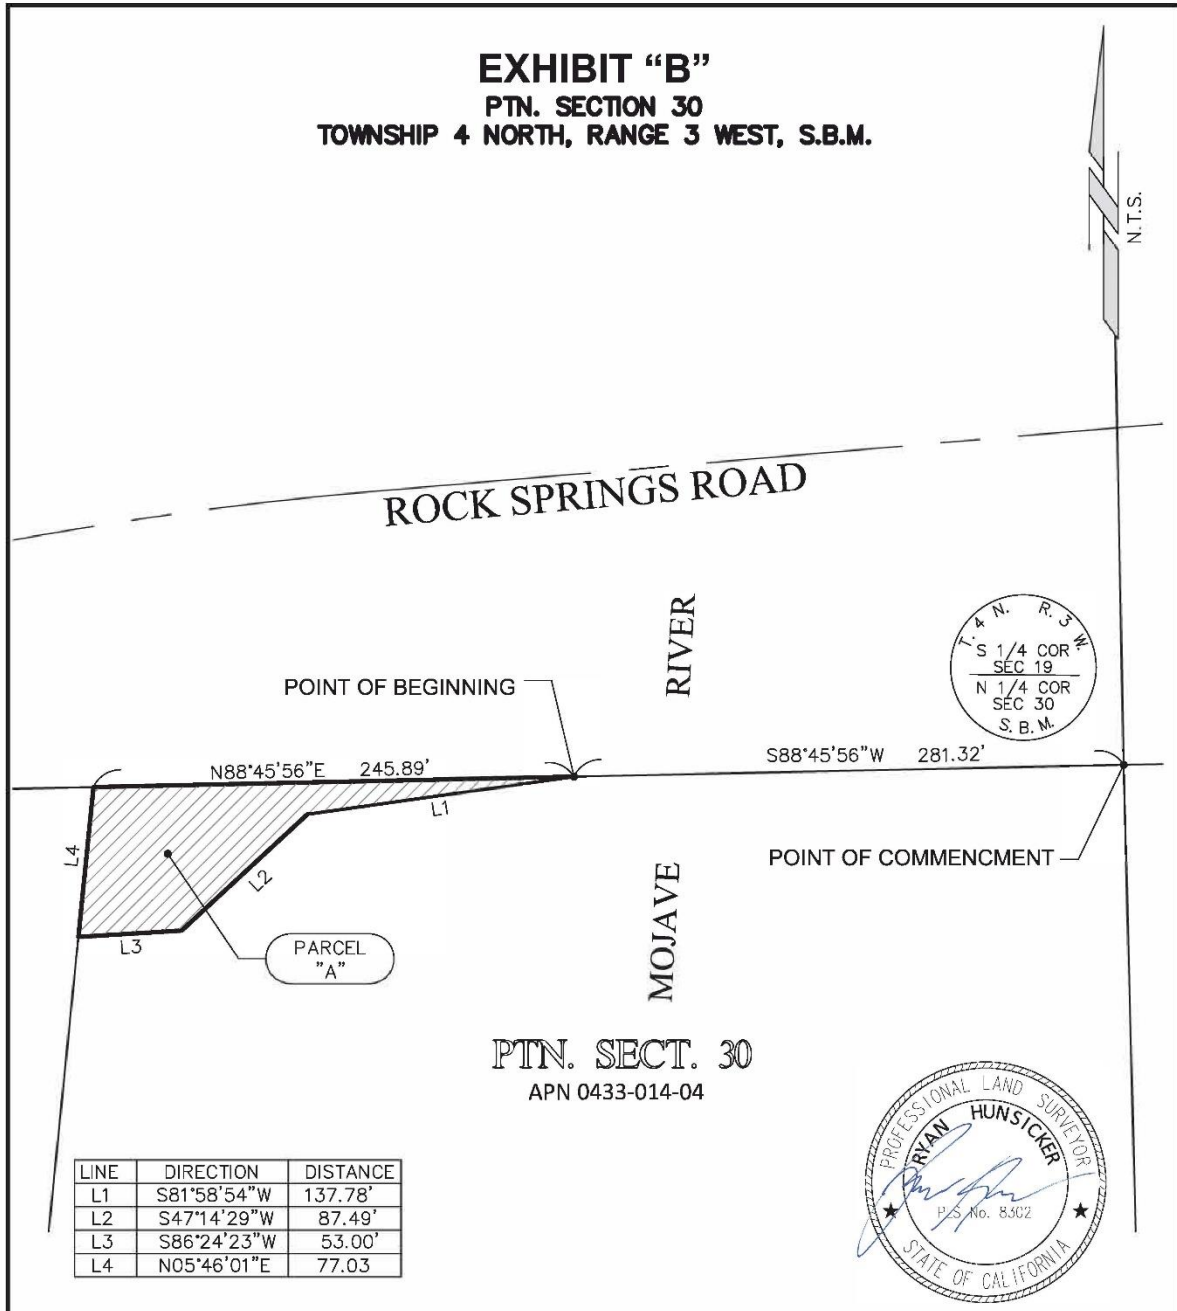 EXHIBIT “B”
PTN. SECTION 30
TOWNSHIP 4 NORTH, RANGE 3 WEST, S.B.M.
N.T.S.
ROCK SPRINGS ROAD
RIVER
T. 4 N. R. 3 W.
S 1/4 COR
SEC 19
N 1/4 COR
SEC 30
S.B.M.
POINT OF BEGINNING
N88°45'56"E 245.89'
S88°45'56"W 281.32'
L1
L4
L2
L3
POINT OF COMMENCMENT
PARCEL
"A"
MOJAVE
PTN. SECT. 30
APN 0433-014-04
LINE DIRECTION DISTANCE
L1 S81°58'54"W 137.78'
L2 S47°14'29"W 87.49'
L3 S86°24'23"W 53.00'
L4 N05°46'01"E 77.03
PROFESSIONAL LAND SURVEYOR
RYAN HUNSICKER
PLS No. 8302
STATE OF CALIFORNIA